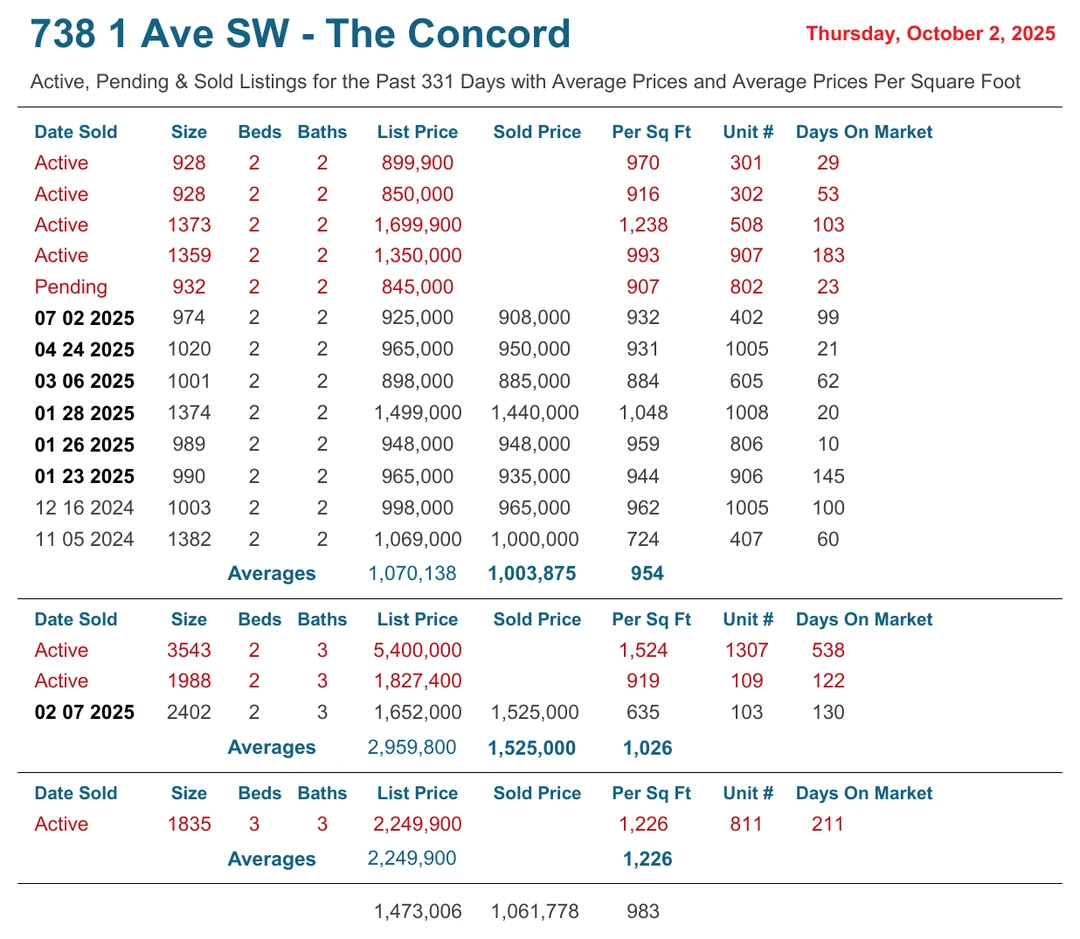 738 1 Ave SW - The Concord Thursday, October 2, 2025
Active, Pending & Sold Listings for the Past 331 Days with Average Prices and Average Prices Per Square Foot
Date Sold Size Beds Baths List Price Sold Price Per Sq Ft Unit # Days On Market
Active 928 2 2 899,900 970 301 29
Active 928 2 2 850,000 916 302 53
Active 1373 2 2 1,699,900 1,238 508 103
Active 1359 2 2 1,350,000 993 907 183
Pending 932 2 2 845,000 907 802 23
07 02 2025 974 2 2 925,000 908,000 932 402 99
04 24 2025 1020 2 2 965,000 950,000 931 1005 21
03 06 2025 1001 2 2 898,000 885,000 884 605 62
01 28 2025 1374 2 2 1,499,000 1,440,000 1,048 1008 20
01 26 2025 989 2 2 948,000 948,000 959 806 10
01 23 2025 990 2 2 965,000 935,000 944 906 145
12 16 2024 1003 2 2 998,000 965,000 962 1005 100
11 05 2024 1382 2 2 1,069,000 1,000,000 724 407 60
Averages 1,070,138 1,003,875 954
Date Sold Size Beds Baths List Price Sold Price Per Sq Ft Unit # Days On Market
Active 3543 2 3 5,400,000 1,524 1307 538
Active 1988 2 3 1,827,400 919 109 122
02 07 2025 2402 2 3 1,652,000 1,525,000 635 103 130
Averages 2,959,800 1,525,000 1,026
Date Sold Size Beds Baths List Price Sold Price Per Sq Ft Unit # Days On Market
Active 1835 3 3 2,249,900 1,226 811 211
Averages 2,249,900 1,226
1,473,006 1,061,778 983